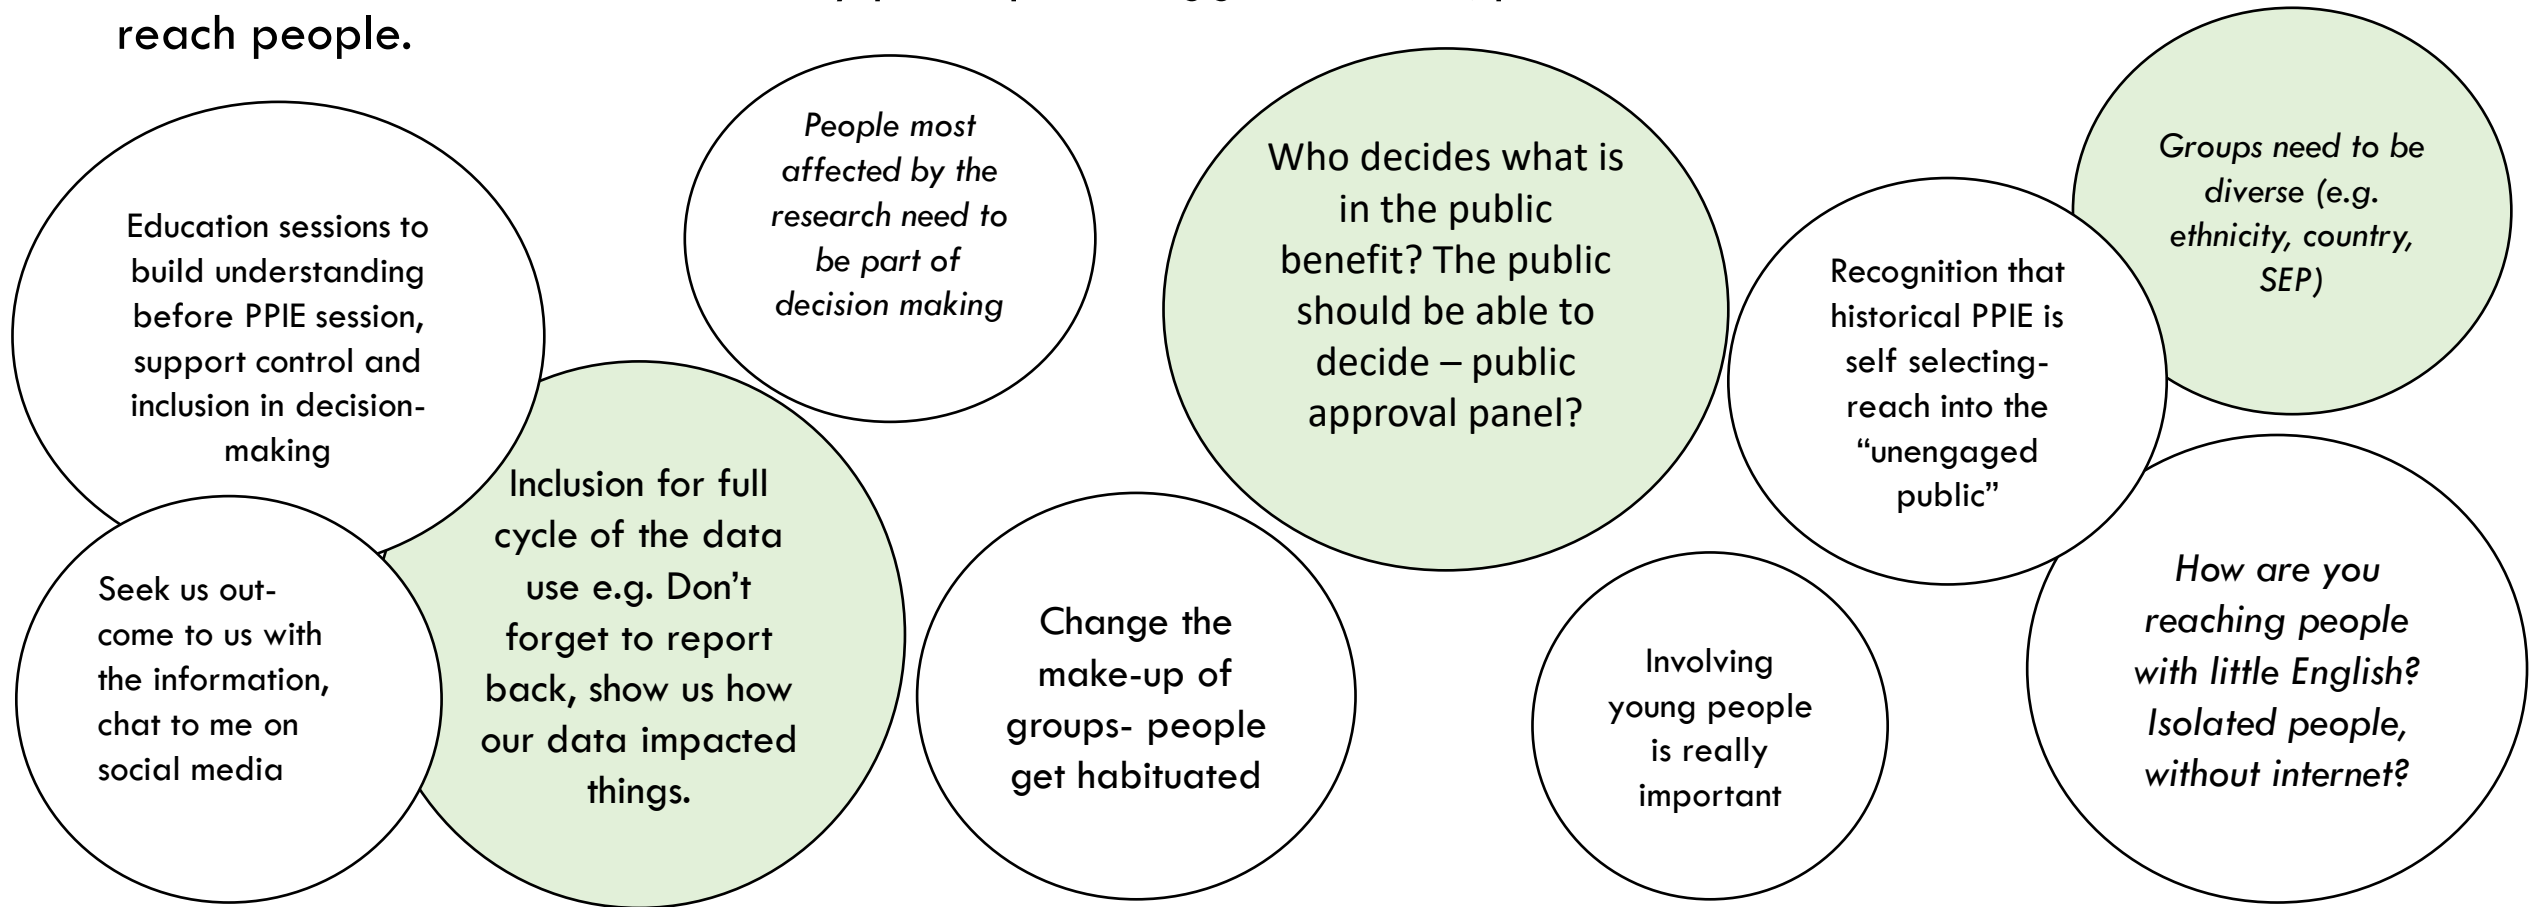 reach people.
Education sessions to
build understanding
before PPIE session,
support control and
inclusion in decision-
making
People most
affected by the
research need to
be part of
decision making
Who decides what is
in the public
benefit? The public
should be able to
decide – public
approval panel?
Groups need to be
diverse (e.g.
ethnicity, country,
SEP)
Recognition that
historical PPIE is
self selecting-
reach into the
“unengaged
public”
Seek us out-
come to us with
the information,
chat to me on
social media
Inclusion for full
cycle of the data
use e.g. Don’t
forget to report
back, show us how
our data impacted
things.
Change the
make-up of
groups- people
get habituated
Involving
young people
is really
important
How are you
reaching people
with little English?
Isolated people,
without internet?